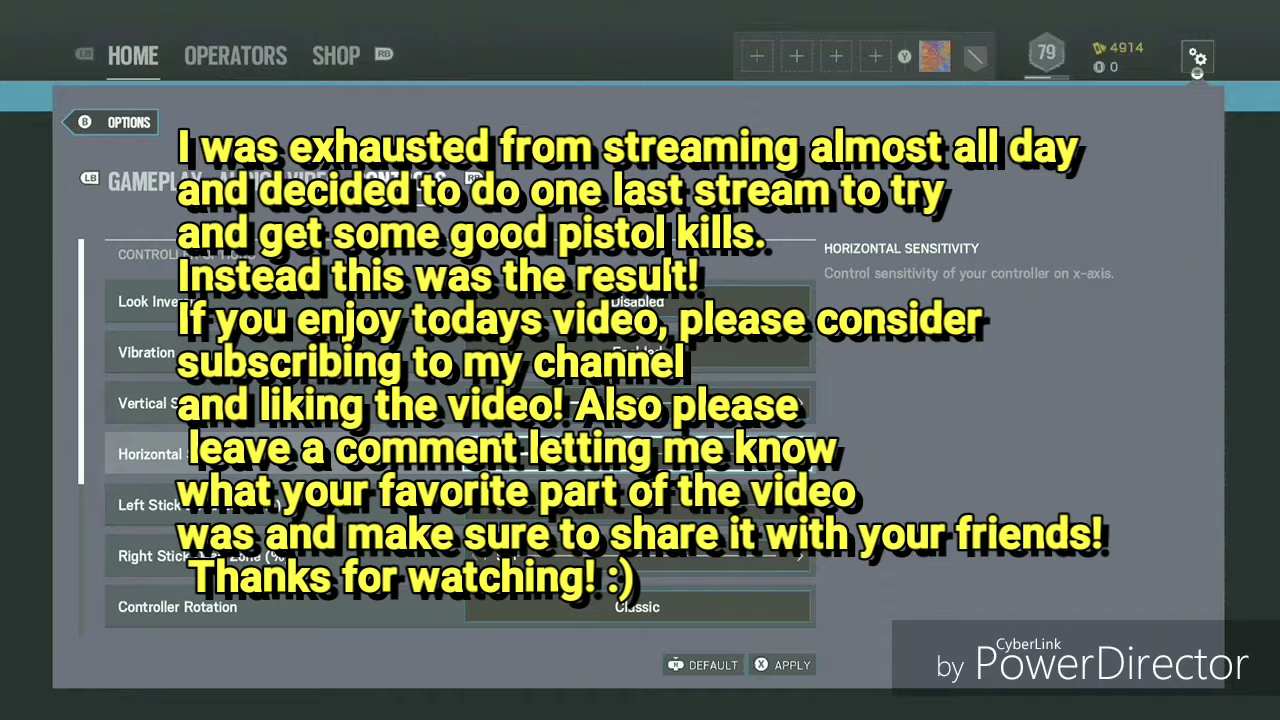 LB HOME OPERATORS SHOP RB
Y 79 4914
0
B OPTIONS
I was exhausted from streaming almost all day
LB GAMEPLAY
and decided to do one last stream to try
and get some good pistol kills.
HORIZONTAL SENSITIVITY
Control sensitivity of your controller on x-axis.
Instead this was the result!
Look Disabled
If you enjoy todays video, please consider
Vibration
subscribing to my channel
Vertical
and liking the video! Also please
leave a comment letting me know
Horizontal
what your favorite part of the video
Left Stick
was and make sure to share it with your friends!
Right Stick Zone
Thanks for watching! :)
Controller Rotation Classic
DEFAULT X APPLY
CyberLink
by PowerDirector